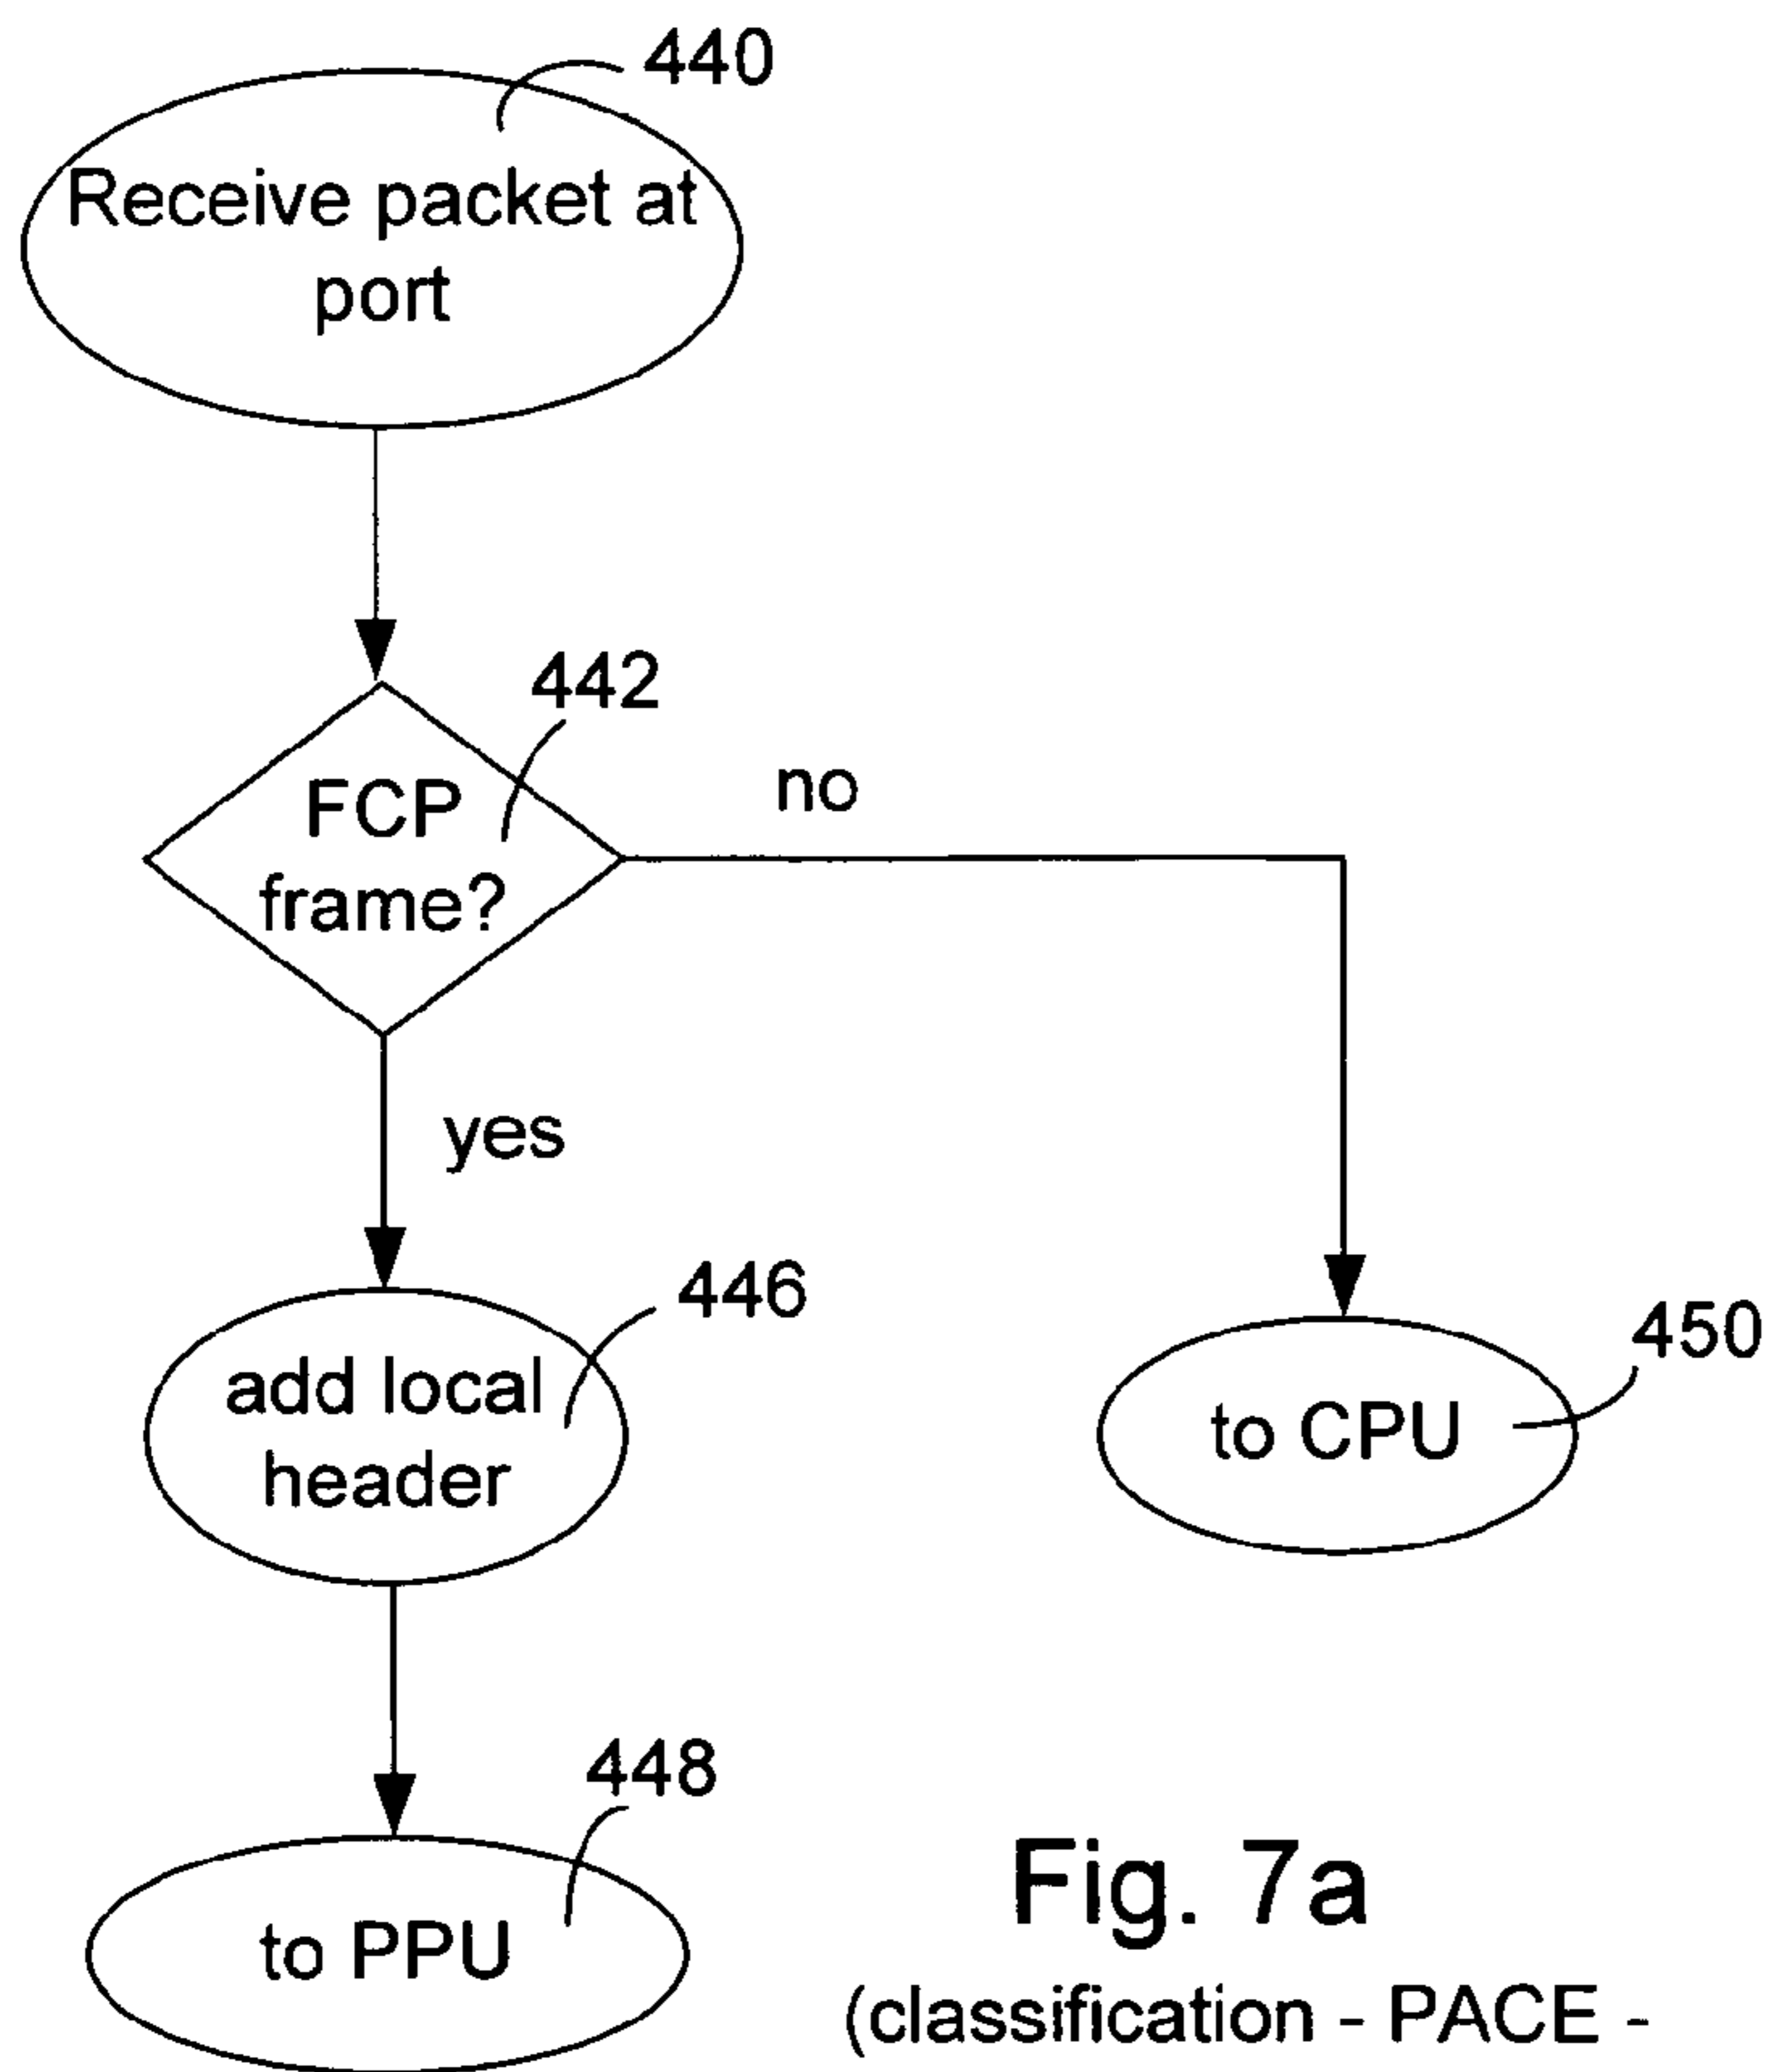 440
Receive packet at
port
442
FCP
frame?
no
yes
446
add local
header
450
to CPU
448
to PPU
Fig. 7a
(classification - PACE -